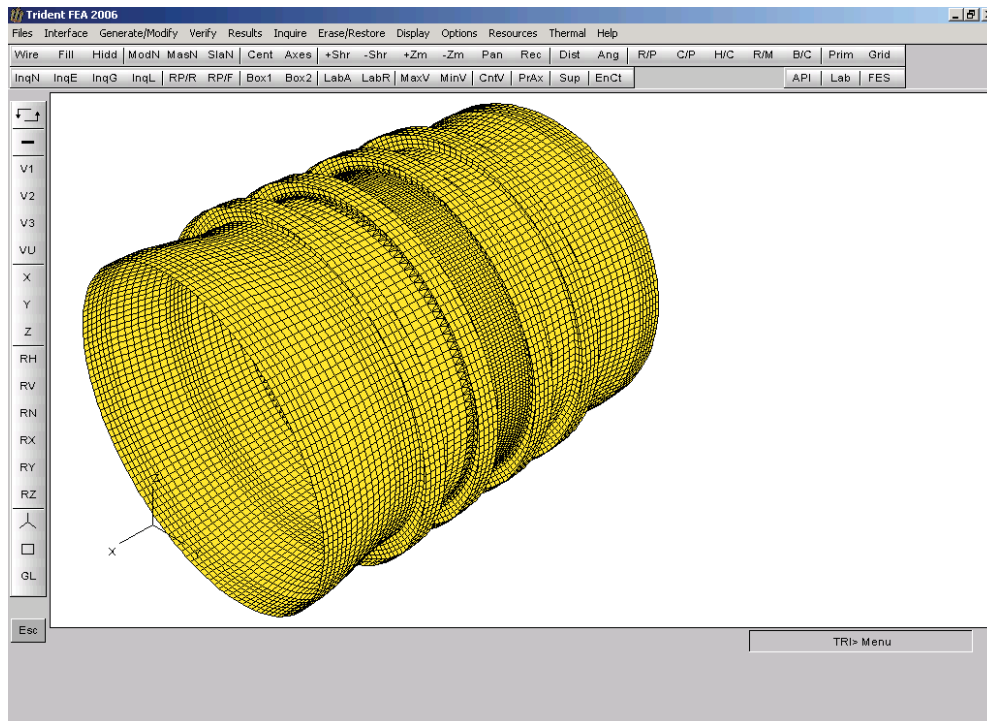 Trident FEA 2006
Files Interface Generate/Modify Verify Results Inquire Erase/Restore Display Options Resources Thermal Help
Wire Fill Hidd ModN MasN SlaN Cent Axes +Shr -Shr +Zm -Zm Pan Rec Dist Ang R/P C/P H/C R/M B/C Prim Grid
InqN InqE InqG InqL RP/R RP/F Box1 Box2 LabA LabR MaxV MinV CntV PrAx Sup EnCt API Lab FES
V1
V2
V3
VU
X
Y
Z
RH
RV
RN
RX
RY
RZ
GL
Esc
Z
X
Y
TRI> Menu